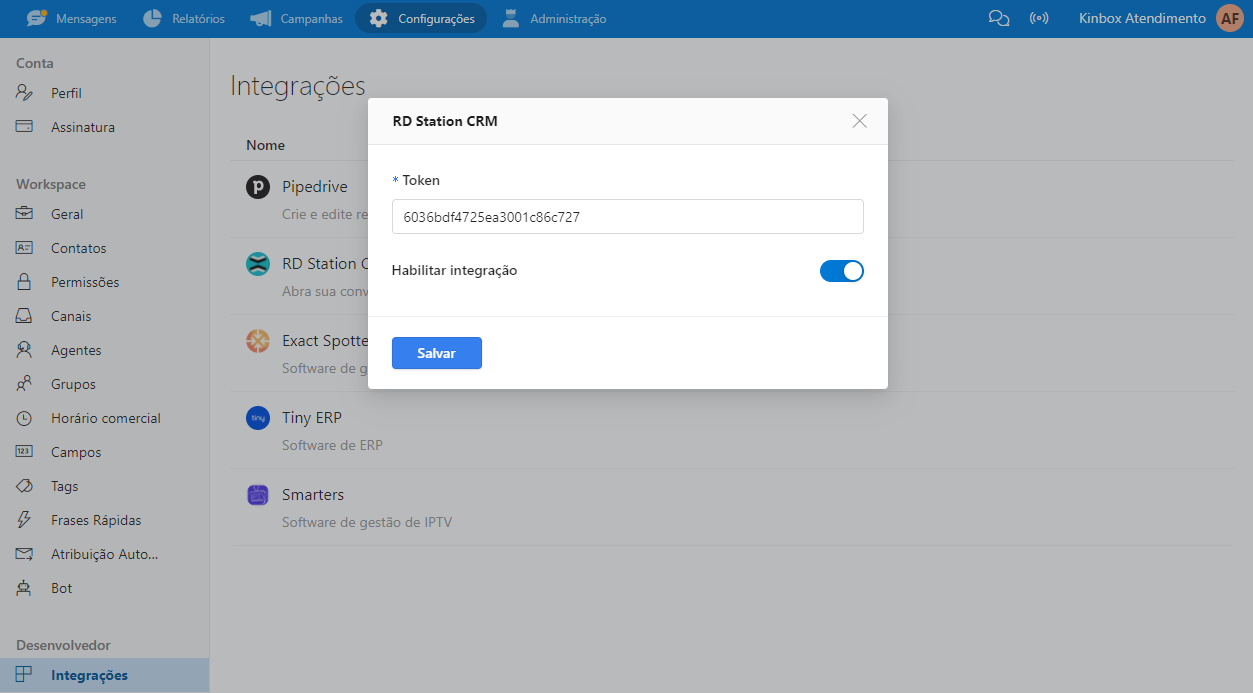 Mensagens Relatórios Campanhas Configurações Administração Kinbox Atendimento AF
Conta
Perfil
Assinatura
Workspace
Geral
Contatos
Permissões
Canais
Agentes
Grupos
Horário comercial
Campos
Tags
Frases Rápidas
Atribuição Auto...
Bot
Desenvolvedor
Integrações
Integrações
Nome
Pipedrive
Crie e edite re
RD Station C
Abra sua conv
Exact Spotte
Software de g
tiny
Tiny ERP
Software de ERP
Smarters
Software de gestão de IPTV
RD Station CRM
* Token
6036bdf4725ea3001c86c727
Habilitar integração
Salvar